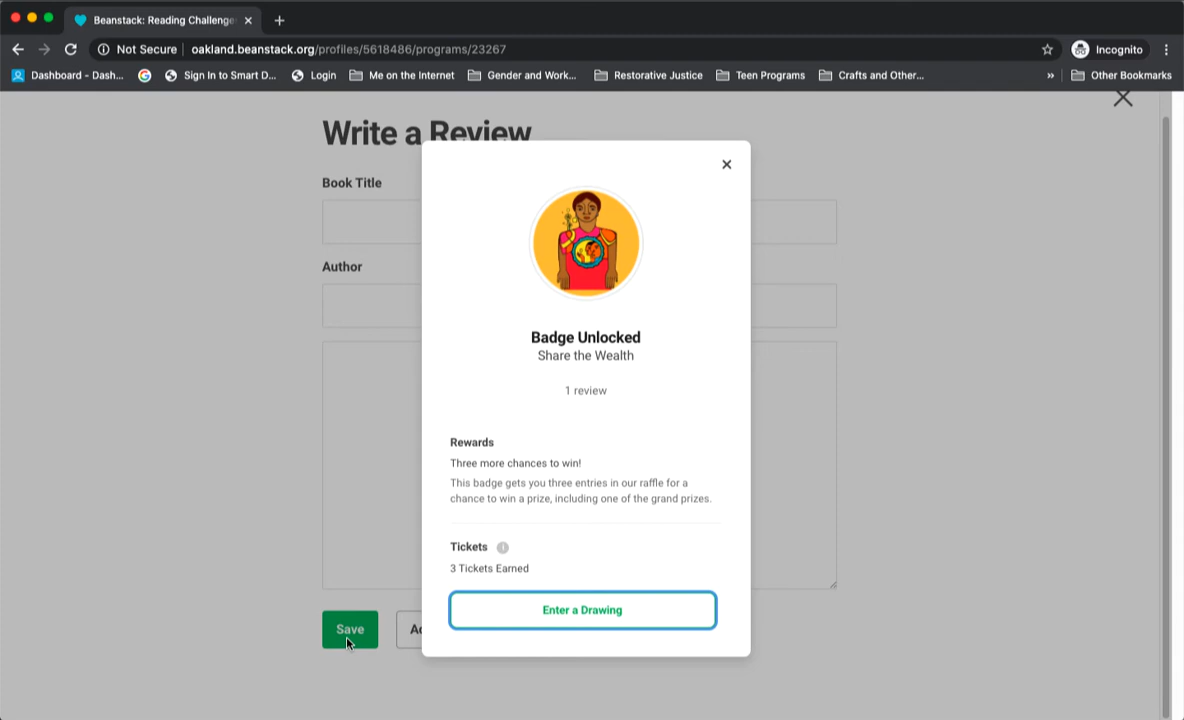 Beanstack: Reading Challenge
Not Secure oakland.beanstack.org/profiles/5618486/programs/23267 Incognito
Dashboard - Dash... Sign In to Smart D... Login Me on the Internet Gender and Work... Restorative Justice Teen Programs Crafts and Other... » Other Bookmarks
Write a Review
Book Title
Author
Badge Unlocked
Share the Wealth
1 review
Rewards
Three more chances to win!
This badge gets you three entries in our raffle for a
chance to win a prize, including one of the grand prizes.
Tickets
3 Tickets Earned
Enter a Drawing
Save